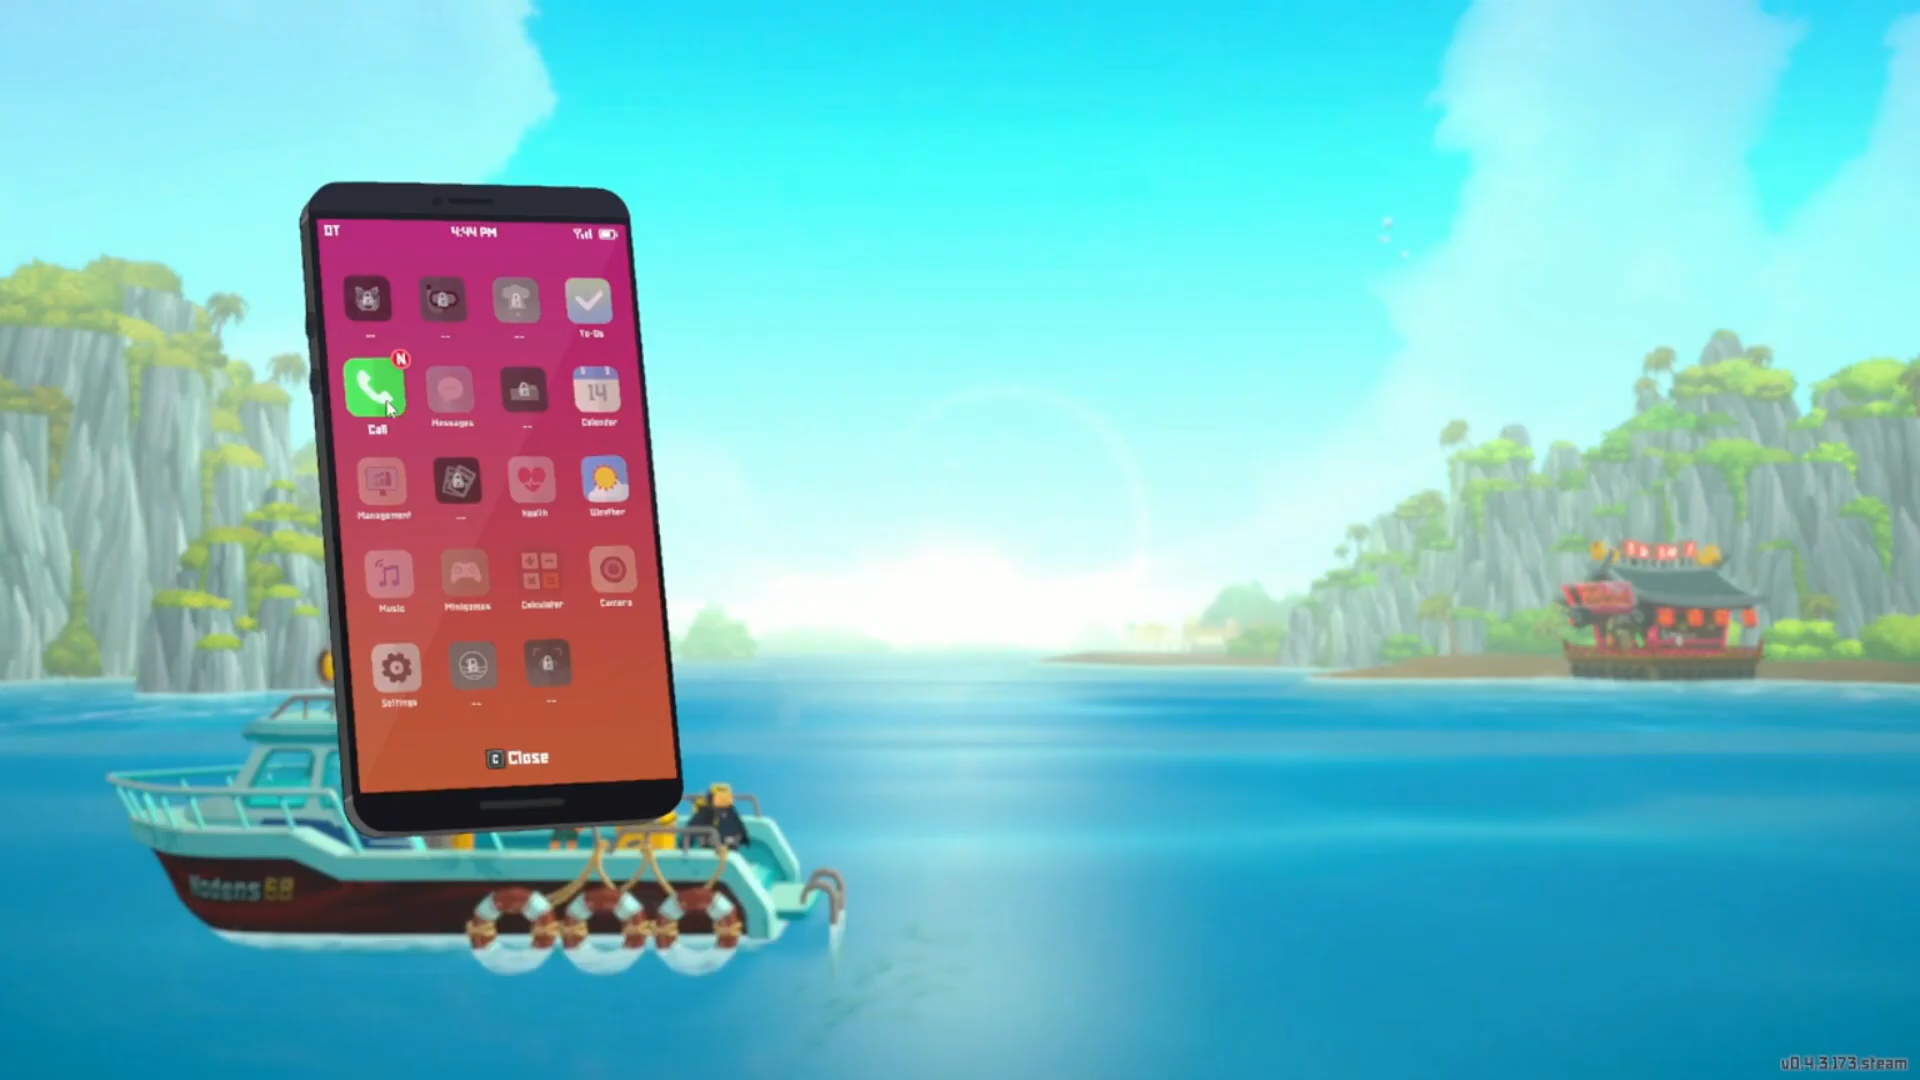 DT
4:44 PM
--
--
--
To-Do
N
Call
Messages
--
14
Calendar
Management
--
Health
Weather
Music
Minigames
Calculator
Camera
Settings
--
--
C Close
68
v0.4.3.173.steam